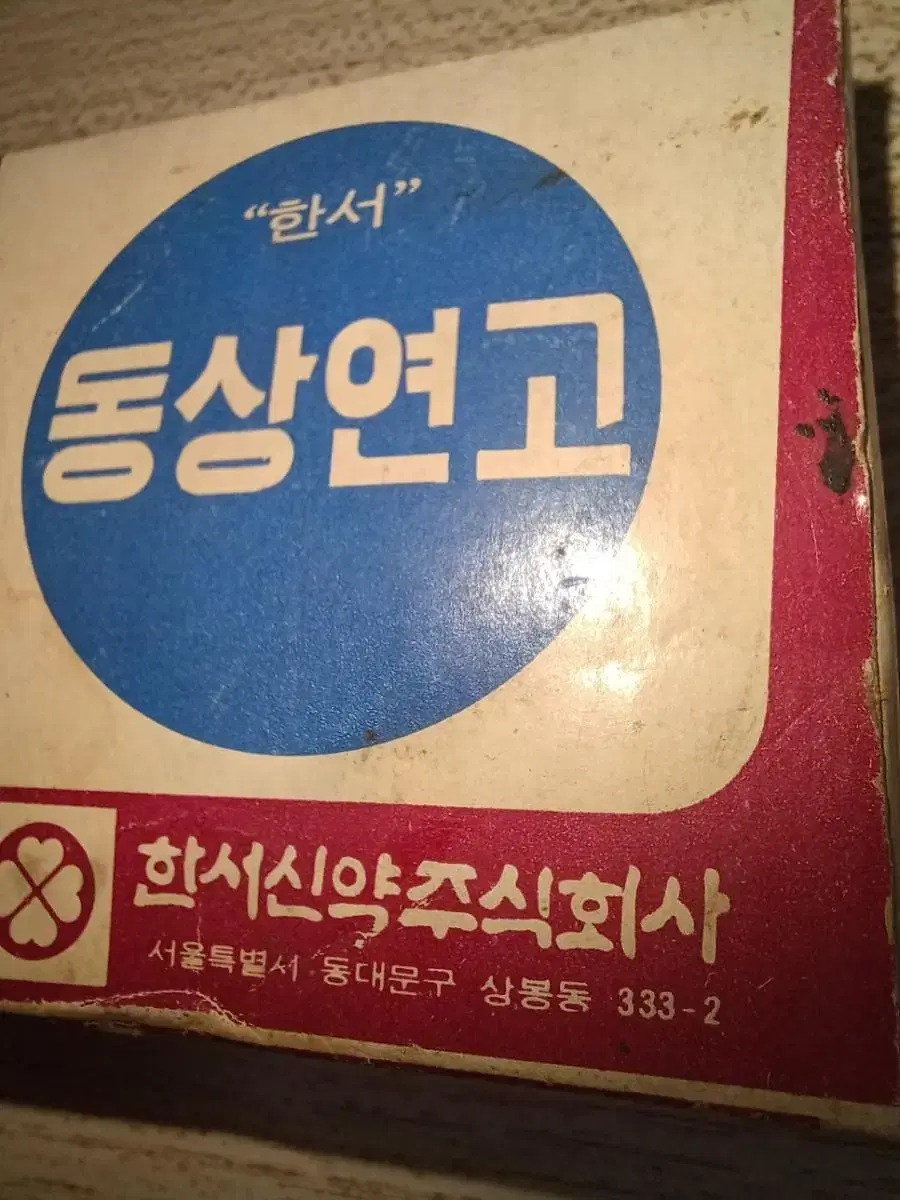 “한서”
동상연고
한서신약주식회사
서울특별서 동대문구 상봉동 333-2